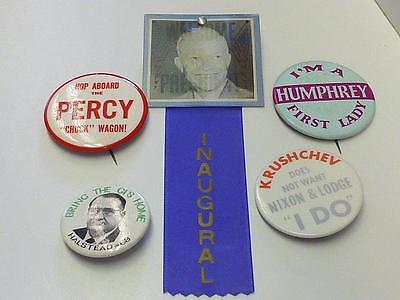 HOP ABOARD
THE
PERCY
"CHUCK" WAGON!
I'M A
HUMPHREY
FIRST LADY
INAUGURAL
BRING THE GI'S HOME
HALSTEAD
KRUSHCHEV
DOES
NOT WANT
NIXON & LODGE
"I DO"